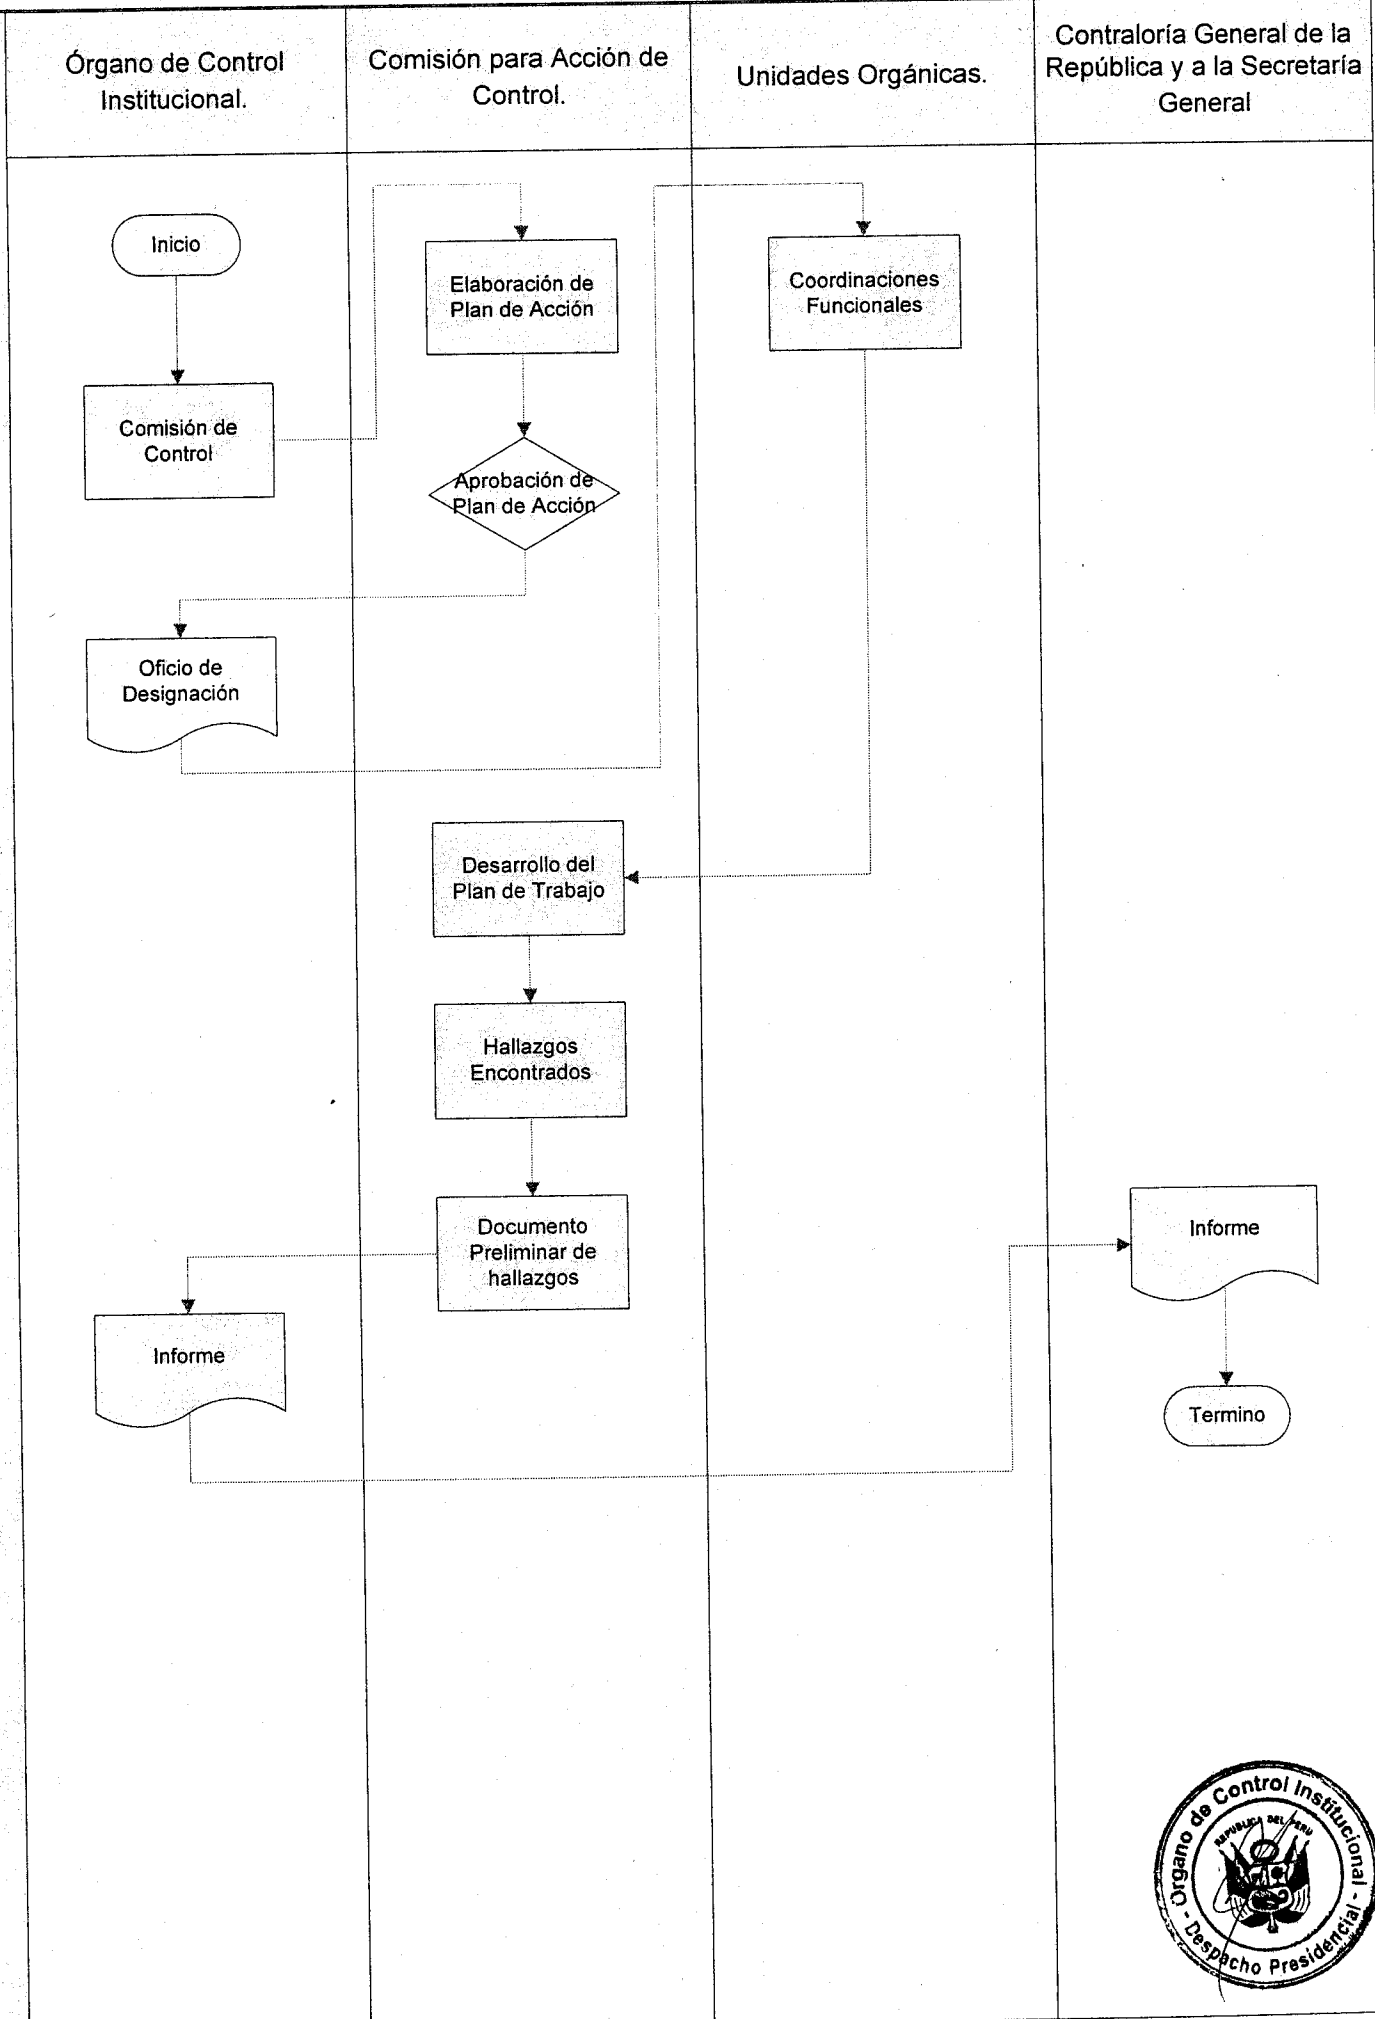 Órgano de Control
Institucional.
Comisión para Acción de
Control.
Unidades Orgánicas.
Contraloría General de la
República y a la Secretaría
General
Inicio
Comisión de
Control
Elaboración de
Plan de Acción
Aprobación de
Plan de Acción
Oficio de
Designación
Coordinaciones
Funcionales
Desarrollo del
Plan de Trabajo
Hallazgos
Encontrados
Documento
Preliminar de
hallazgos
Informe
Informe
Termino
Órgano de Control Institucional -
REPUBLICA DEL PERU
- Despacho Presidencial